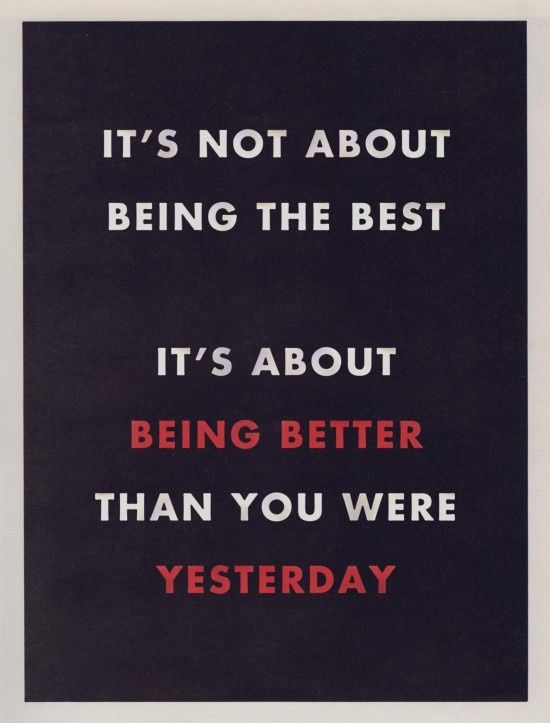 IT'S NOT ABOUT
BEING THE BEST
IT'S ABOUT
BEING BETTER
THAN YOU WERE
YESTERDAY